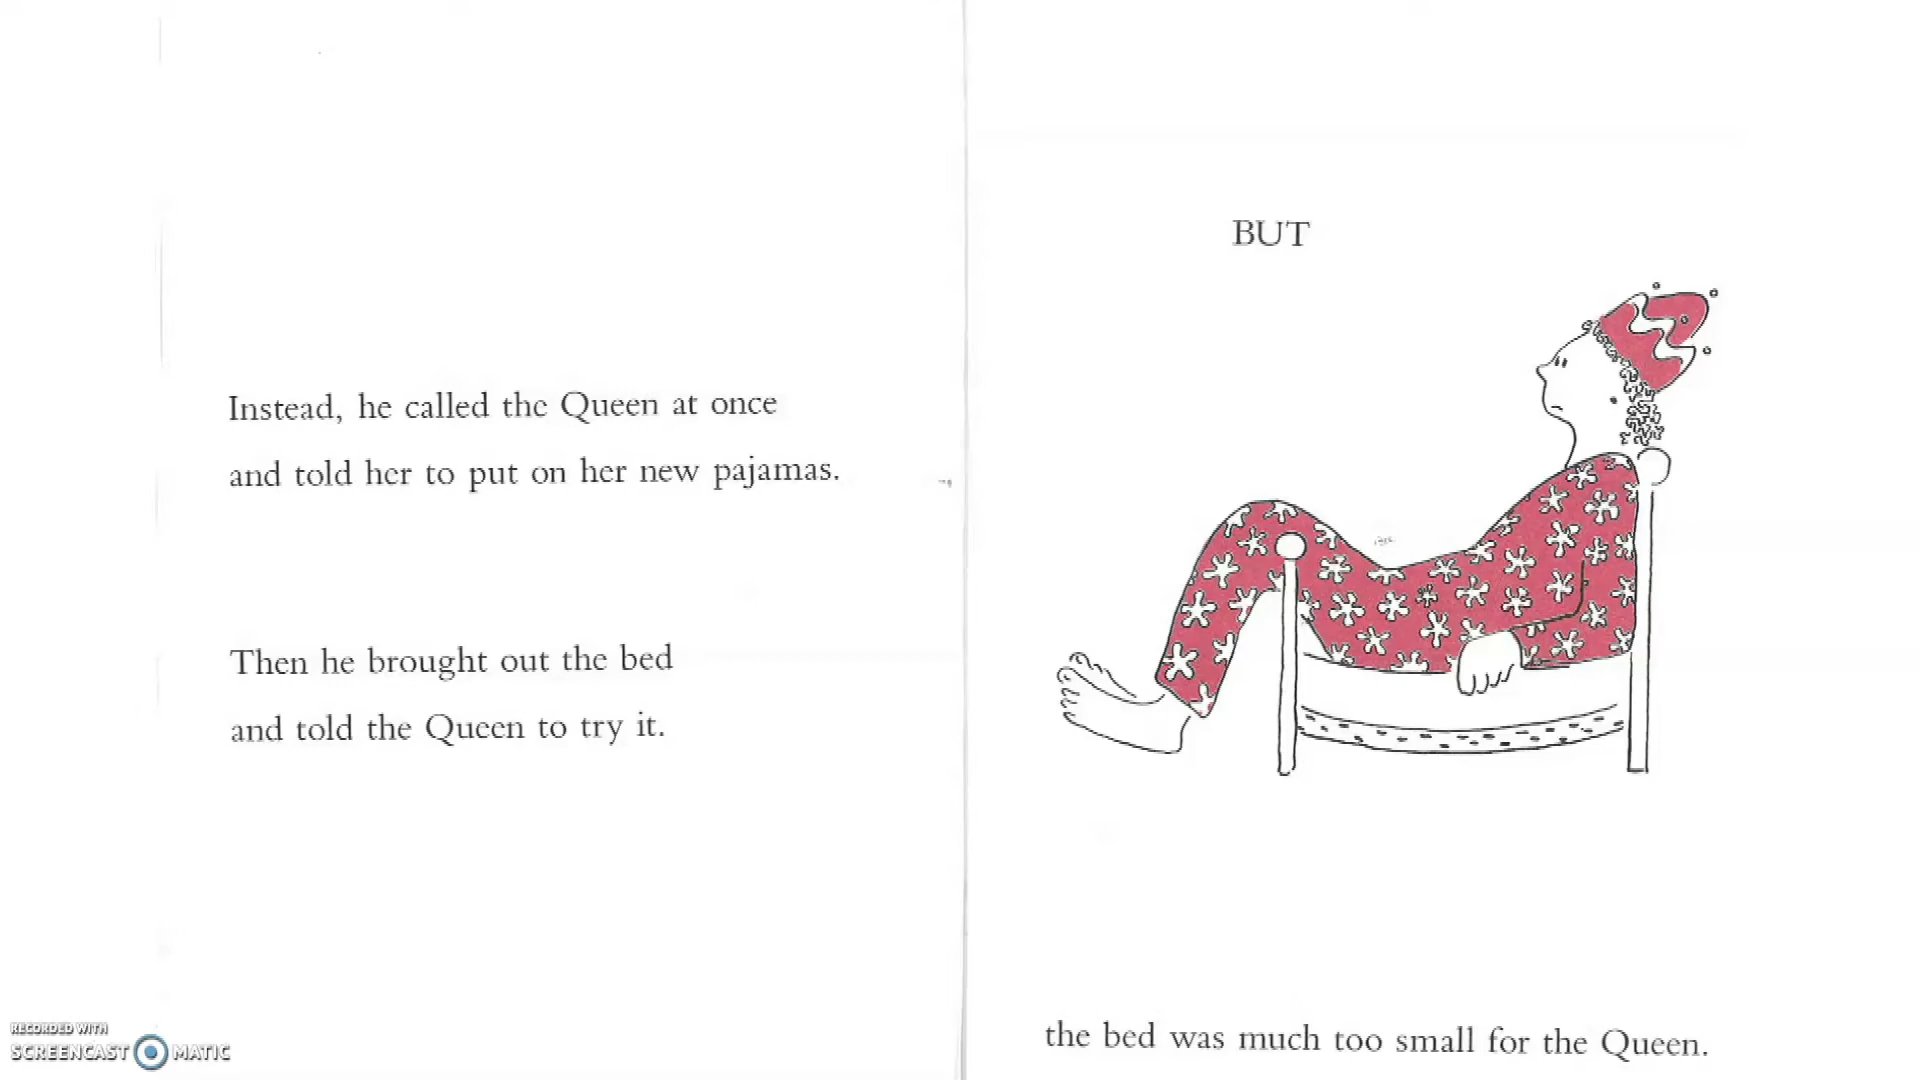 Instead, he called the Queen at once
and told her to put on her new pajamas.
Then he brought out the bed
and told the Queen to try it.
BUT
the bed was much too small for the Queen.
RECORDED WITH
SCREENCAST MATIC